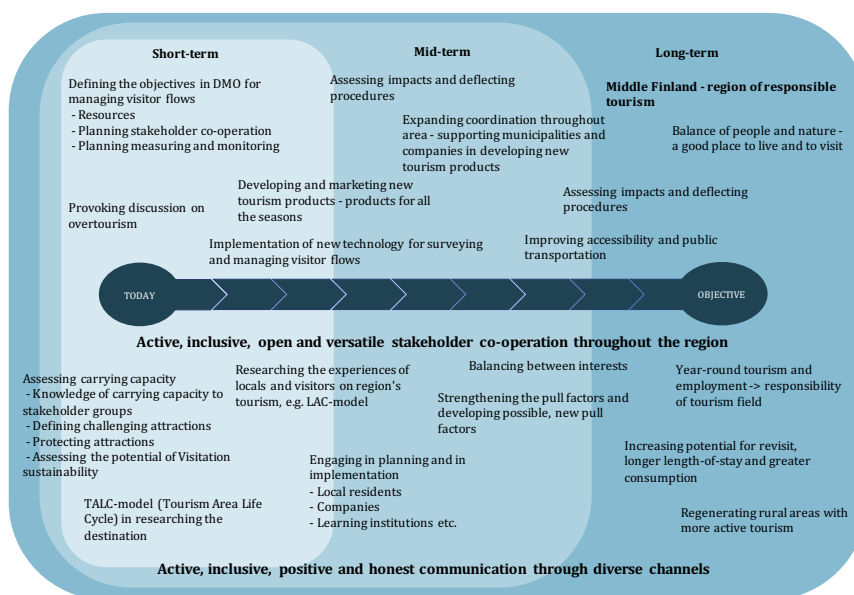 Short-term
Mid-term
Long-term
Defining the objectives in DMO for
managing visitor flows
- Resources
- Planning stakeholder co-operation
- Planning measuring and monitoring
Assessing impacts and deflecting
procedures
Middle Finland - region of responsible
tourism
Expanding coordination throughout
area - supporting municipalities and
companies in developing new
tourism products
Balance of people and nature -
a good place to live and to visit
Developing and marketing new
tourism products - products for all
the seasons
Assessing impacts and deflecting
procedures
Provoking discussion on
overtourism
Implementation of new technology for surveying
and managing visitor flows
Improving accessibility and public
transportation
TODAY
OBJECTIVE
Active, inclusive, open and versatile stakeholder co-operation throughout the region
Assessing carrying capacity
- Knowledge of carrying capacity to
stakeholder groups
- Defining challenging attractions
- Protecting attractions
- Assessing the potential of Visitation
sustainability
Researching the experiences of
locals and visitors on region's
tourism, e.g. LAC-model
Balancing between interests
Year-round tourism and
employment -> responsibility
of tourism field
Strengthening the pull factors and
developing possible, new pull
factors
Increasing potential for revisit,
longer length-of-stay and greater
consumption
Engaging in planning and in
implementation
- Local residents
- Companies
- Learning institutions etc.
TALC-model (Tourism Area Life
Cycle) in researching the
destination
Regenerating rural areas with
more active tourism
Active, inclusive, positive and honest communication through diverse channels